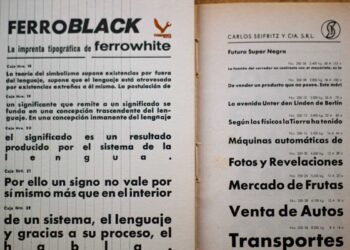 FERROBLACK
La imprenta tipográfica de ferrowhite
La teoría del simbolismo supone existencias por fuera
del lenguaje, supone que el lenguaje está atravesado
por existencias extrañas a él mismo. La postulación de
un significante que remite a un significado se
funda en una concepción trascendente del len-
guaje. En una concepción inmanente del lenguaje
el significado es un resultado
producido por el sistema de la
lengua.
Por ello un signo no vale por
sí mismo más que en el interior
de un sistema, el lenguaje
y gracias a su proceso, el
habla
CARLOS SEIFRITZ Y CIA. S.R.L.
Futura Super Negra
De vender un producto que no posee. Este
La avenida Unter den Linden de Berlín
Según los físicos la Tierra ha tenido
Máquinas automáticas de
Fotos y Revelaciones
Mercado de Frutas
Venta de Autos
Transportes